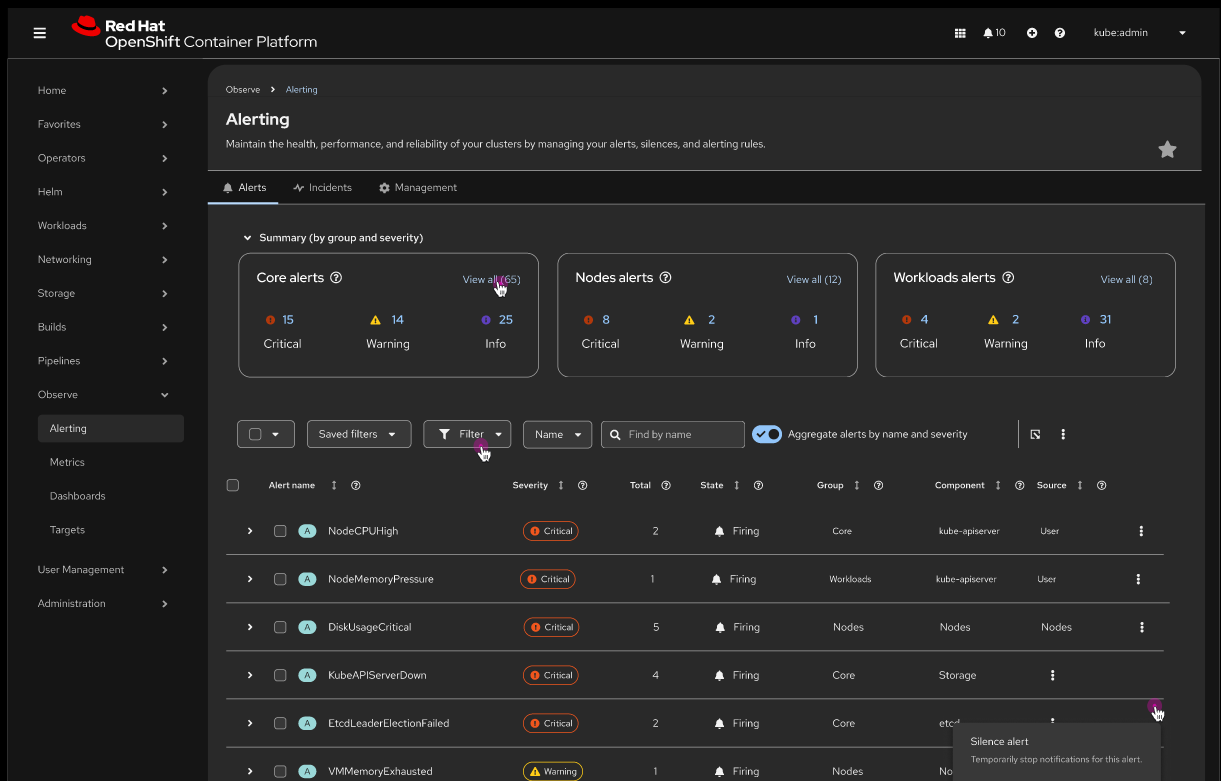 Red Hat
OpenShift Container Platform
10
kube:admin
Home
Favorites
Operators
Helm
Workloads
Networking
Storage
Builds
Pipelines
Observe
Alerting
Metrics
Dashboards
Targets
User Management
Administration
Observe Alerting
Alerting
Maintain the health, performance, and reliability of your clusters by managing your alerts, silences, and alerting rules.
Alerts Incidents Management
Summary (by group and severity)
Core alerts View all (65)
15 14 25
Critical Warning Info
Nodes alerts View all (12)
8 2 1
Critical Warning Info
Workloads alerts View all (8)
4 2 31
Critical Warning Info
Saved filters Filter Name Find by name Aggregate alerts by name and severity
Alert name Severity Total State Group Component Source
A NodeCPUHigh Critical 2 Firing Core kube-apiserver User
A NodeMemoryPressure Critical 1 Firing Workloads kube-apiserver User
A DiskUsageCritical Critical 5 Firing Nodes Nodes Nodes
A KubeAPIServerDown Critical 4 Firing Core Storage
A EtcdLeaderElectionFailed Critical 2 Firing Core etcd
A VMMemoryExhausted Warning 1 Firing Nodes
Silence alert
Temporarily stop notifications for this alert.